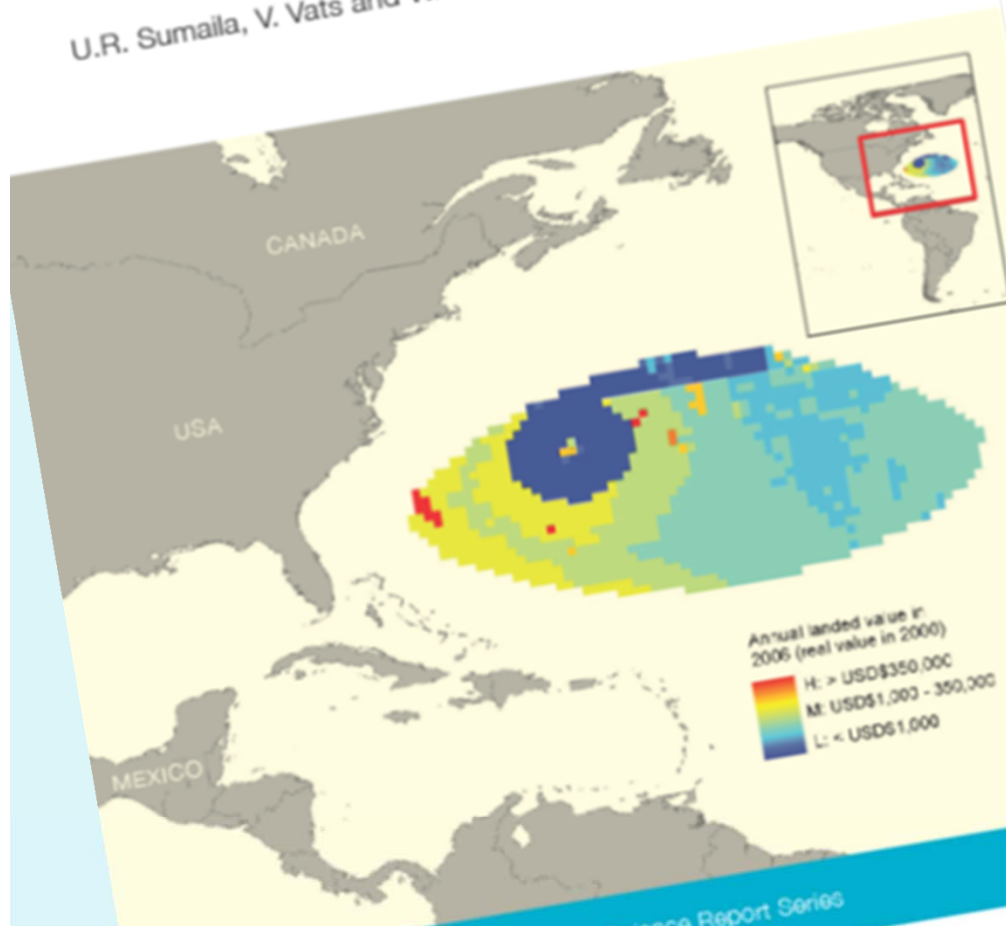 U.R. Sumaila, V. Vats and
CANADA
USA
MEXICO
Annual landed value in
2006 (real value in 2000)
H: > USD$350,000
M: USD$1,000 - 350,000
L: < USD$1,000
Report Series